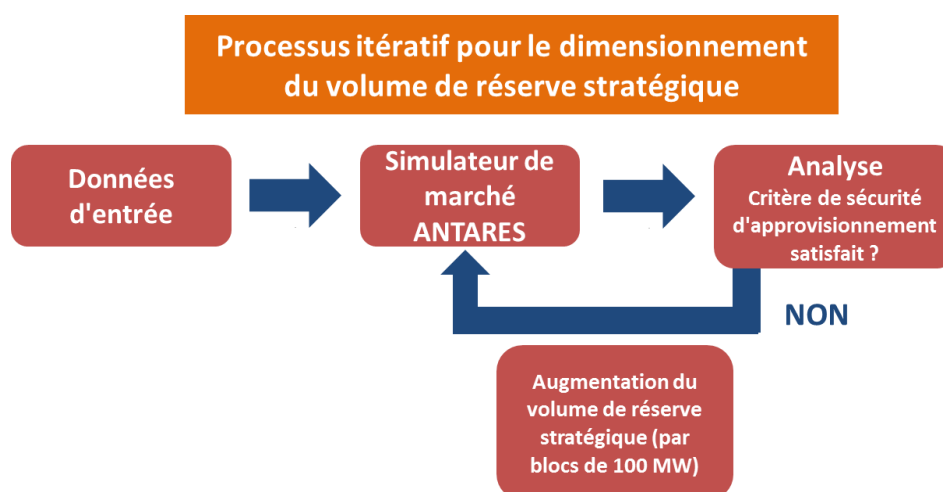 Processus itératif pour le dimensionnement
du volume de réserve stratégique
Données
d'entrée
Simulateur de
marché
ANTARES
Analyse
Critère de sécurité
d'approvisionnement
satisfait ?
NON
Augmentation du
volume de réserve
stratégique (par
blocs de 100 MW)